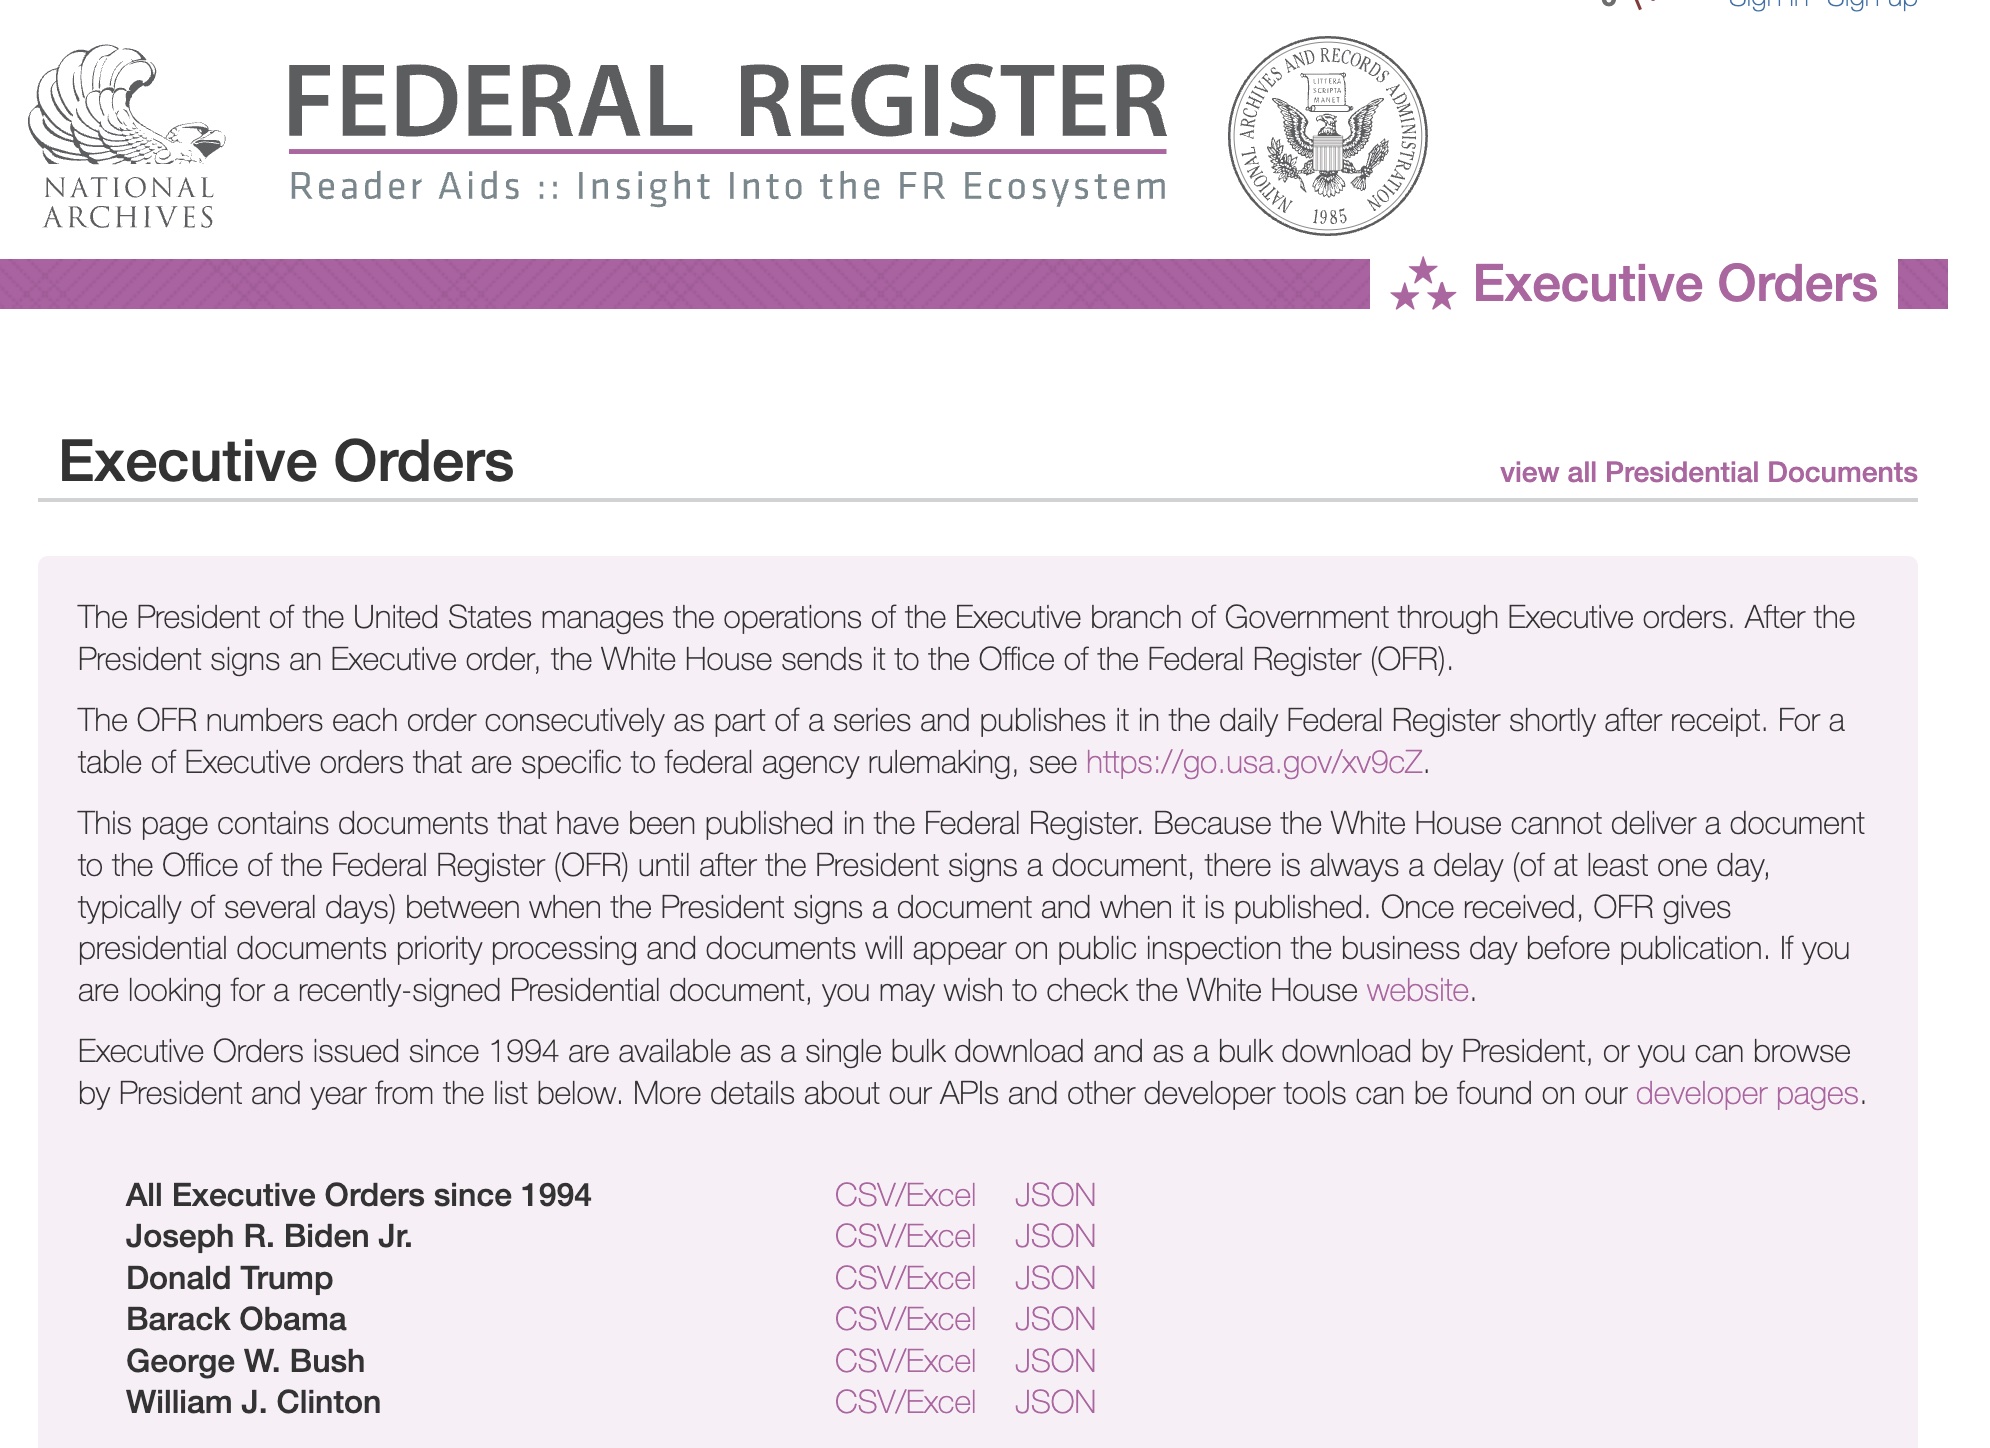 Sign in Sign up
NATIONAL
ARCHIVES
FEDERAL REGISTER
Reader Aids :: Insight Into the FR Ecosystem
NATIONAL ARCHIVES AND RECORDS ADMINISTRATION
LITTERA
SCRIPTA
MANET
1985
Executive Orders
Executive Orders
view all Presidential Documents
The President of the United States manages the operations of the Executive branch of Government through Executive orders. After the
President signs an Executive order, the White House sends it to the Office of the Federal Register (OFR).
The OFR numbers each order consecutively as part of a series and publishes it in the daily Federal Register shortly after receipt. For a
table of Executive orders that are specific to federal agency rulemaking, see https://go.usa.gov/xv9cZ.
This page contains documents that have been published in the Federal Register. Because the White House cannot deliver a document
to the Office of the Federal Register (OFR) until after the President signs a document, there is always a delay (of at least one day,
typically of several days) between when the President signs a document and when it is published. Once received, OFR gives
presidential documents priority processing and documents will appear on public inspection the business day before publication. If you
are looking for a recently-signed Presidential document, you may wish to check the White House website.
Executive Orders issued since 1994 are available as a single bulk download and as a bulk download by President, or you can browse
by President and year from the list below. More details about our APIs and other developer tools can be found on our developer pages.
All Executive Orders since 1994 CSV/Excel JSON
Joseph R. Biden Jr. CSV/Excel JSON
Donald Trump CSV/Excel JSON
Barack Obama CSV/Excel JSON
George W. Bush CSV/Excel JSON
William J. Clinton CSV/Excel JSON